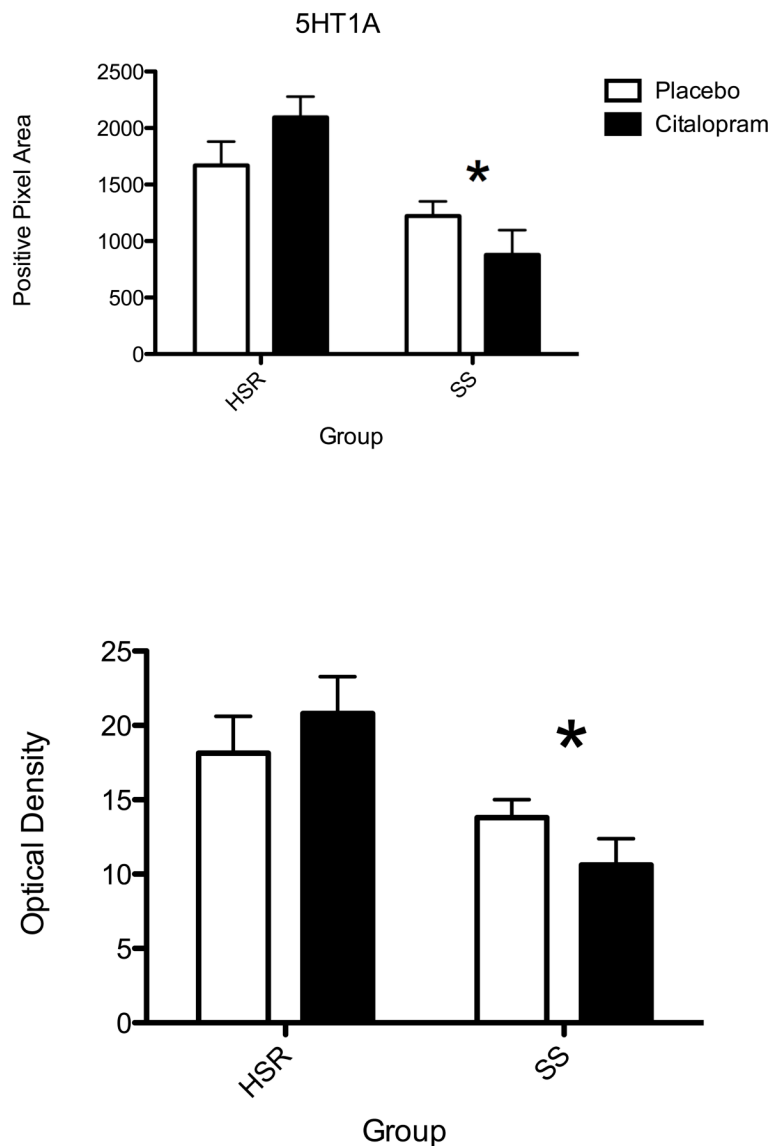 5HT1A
Positive Pixel Area
2500
2000
1500
1000
500
0
*
Placebo
Citalopram
HSR
SS
Group
Optical Density
25
20
15
10
5
0
*
HSR
SS
Group